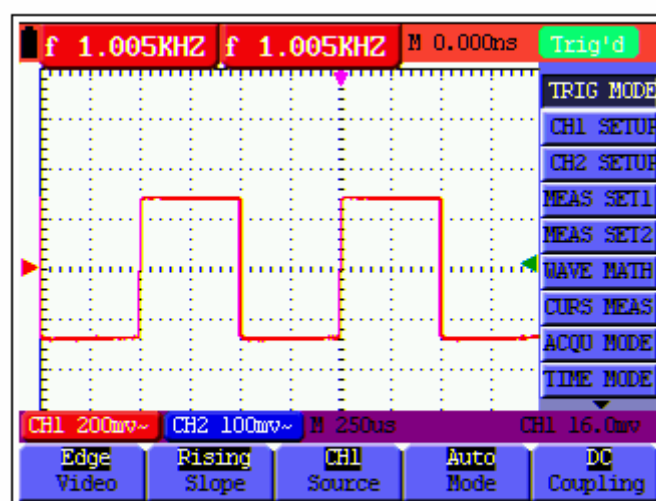 f 1.005KHZ f 1.005KHZ M 0.000ns Trig'd
TRIG MODE
CH1 SETUP
CH2 SETUP
MEAS SET1
MEAS SET2
WAVE MATH
CURS MEAS
ACQU MODE
TIME MODE
CH1 200mv~ CH2 100mv~ M 250us CH1 16.0mv
Edge Rising CH1 Auto DC
Video Slope Source Mode Coupling